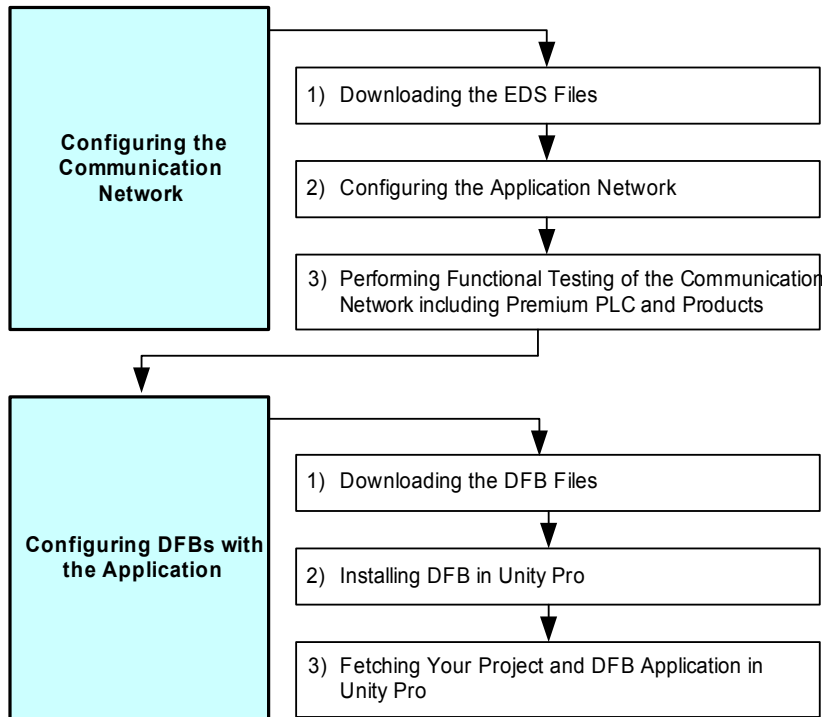 Configuring the
Communication
Network
1) Downloading the EDS Files
2) Configuring the Application Network
3) Performing Functional Testing of the Communication
Network including Premium PLC and Products
Configuring DFBs with
the Application
1) Downloading the DFB Files
2) Installing DFB in Unity Pro
3) Fetching Your Project and DFB Application in
Unity Pro